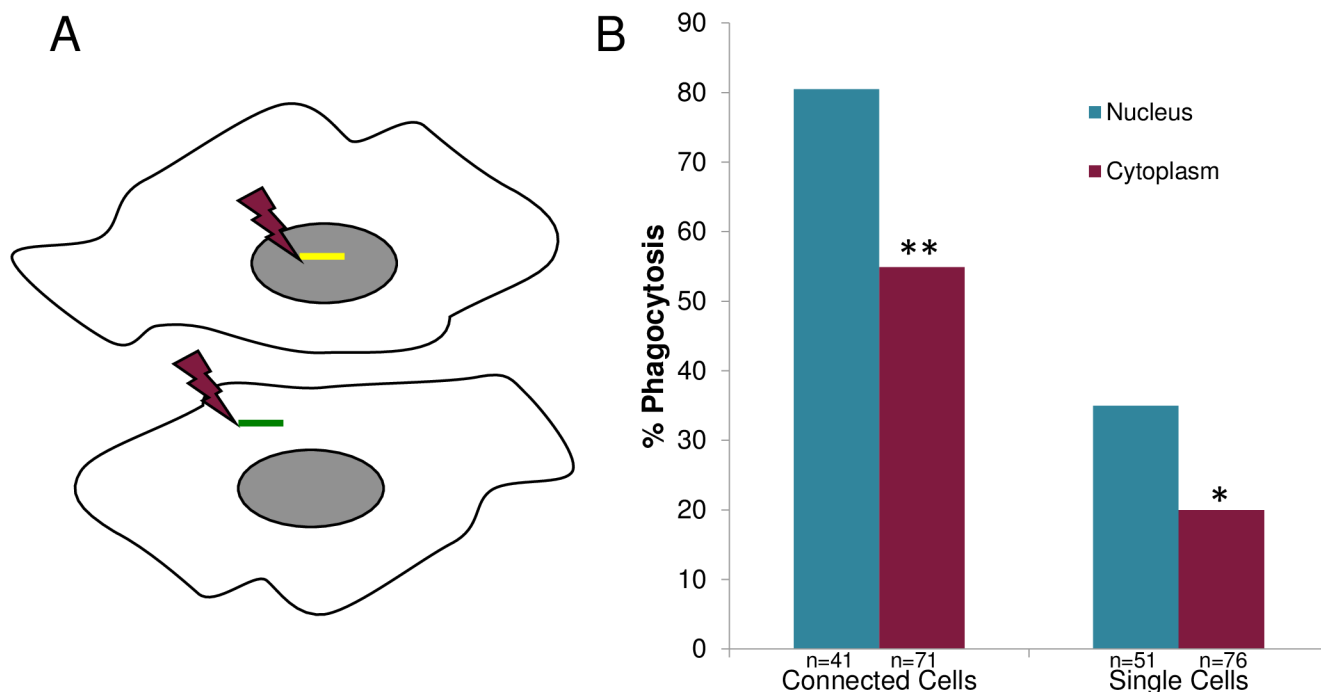 A
B
90
80
70
60
50
40
30
20
10
0
% Phagocytosis
Nucleus
Cytoplasm
**
*
n=41 n=71 n=51 n=76
Connected Cells Single Cells